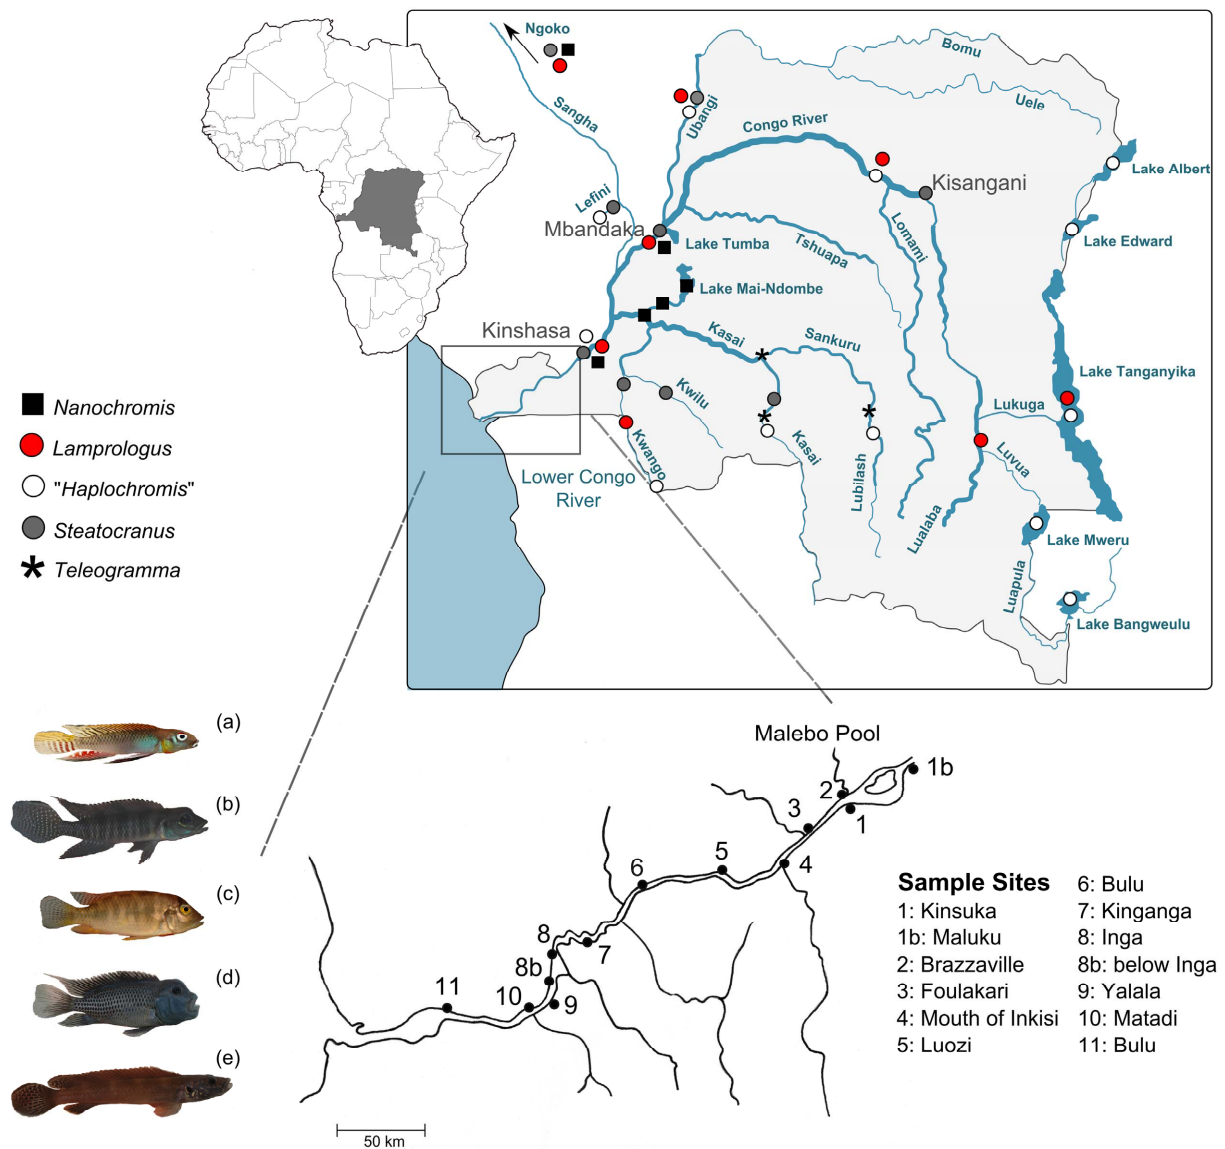 Ngoko
Sangha
Ubangi
Bomu
Uele
Congo River
Lake Albert
Kisangani
Lefini
Mbandaka
Lake Tumba
Tshuapa
Lomami
Lake Edward
Lake Mai-Ndombe
Kinshasa
Kasai
Sankuru
Lake Tanganyika
Kwilu
Lukuga
Kwango
Kasai
Lubilash
Lualaba
Luvua
Lower Congo
River
Lake Mweru
Luapula
Lake Bangweulu
Nanochromis
Lamprologus
"Haplochromis"
Steatocranus
* Teleogramma
(a)
(b)
(c)
(d)
(e)
Malebo Pool
1b
2
1
3
4
5
6
7
8
8b
9
10
11
50 km
Sample Sites
1: Kinsuka
1b: Maluku
2: Brazzaville
3: Foulakari
4: Mouth of Inkisi
5: Luozi
6: Bulu
7: Kinganga
8: Inga
8b: below Inga
9: Yalala
10: Matadi
11: Bulu